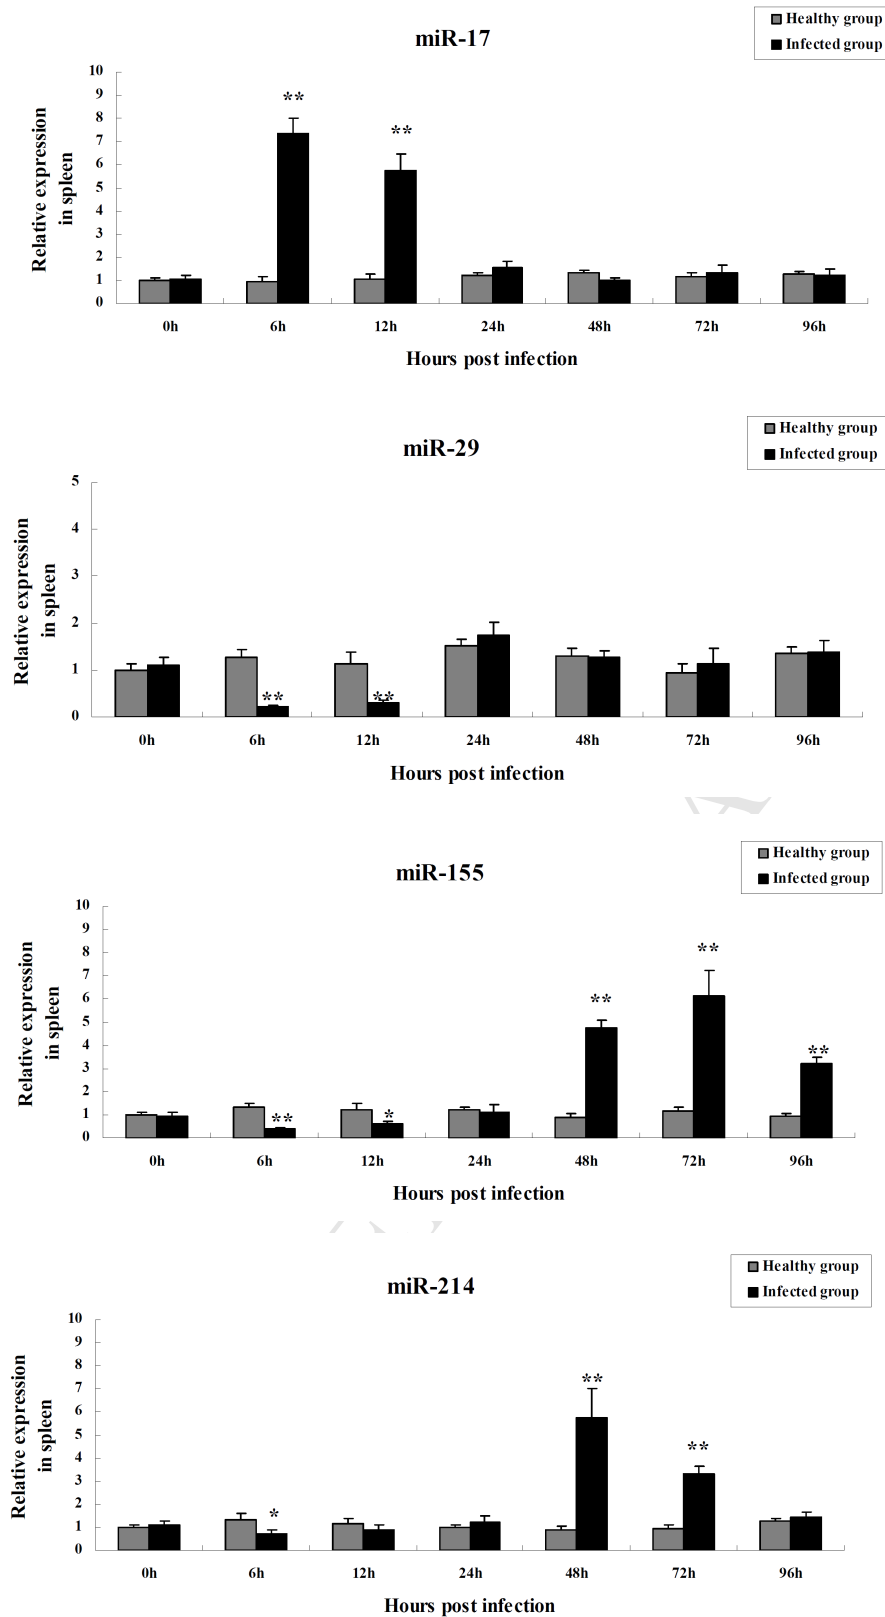 Healthy group
Infected group
miR-17
Relative expression
in spleen
10
9
8
7
6
5
4
3
2
1
0
**
**
0h 6h 12h 24h 48h 72h 96h
Hours post infection
Healthy group
Infected group
miR-29
Relative expression
in spleen
5
4
3
2
1
0
**
**
0h 6h 12h 24h 48h 72h 96h
Hours post infection
Healthy group
Infected group
miR-155
Relative expression
in spleen
10
9
8
7
6
5
4
3
2
1
0
**
*
**
**
**
0h 6h 12h 24h 48h 72h 96h
Hours post infection
Healthy group
Infected group
miR-214
Relative expression
in spleen
10
9
8
7
6
5
4
3
2
1
0
*
**
**
0h 6h 12h 24h 48h 72h 96h
Hours post infection